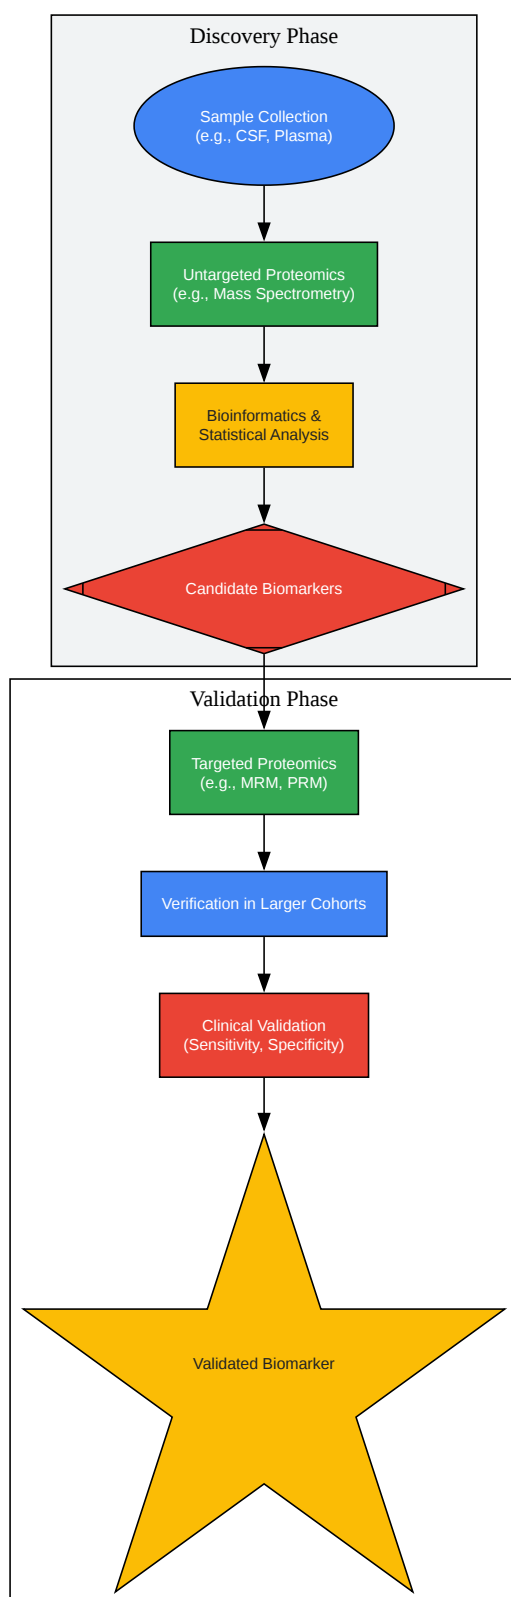 Discovery Phase
Sample Collection
(e.g., CSF, Plasma)
Untargeted Proteomics
(e.g., Mass Spectrometry)
Bioinformatics &
Statistical Analysis
Candidate Biomarkers
Validation Phase
Targeted Proteomics
(e.g., MRM, PRM)
Verification in Larger Cohorts
Clinical Validation
(Sensitivity, Specificity)
Validated Biomarker